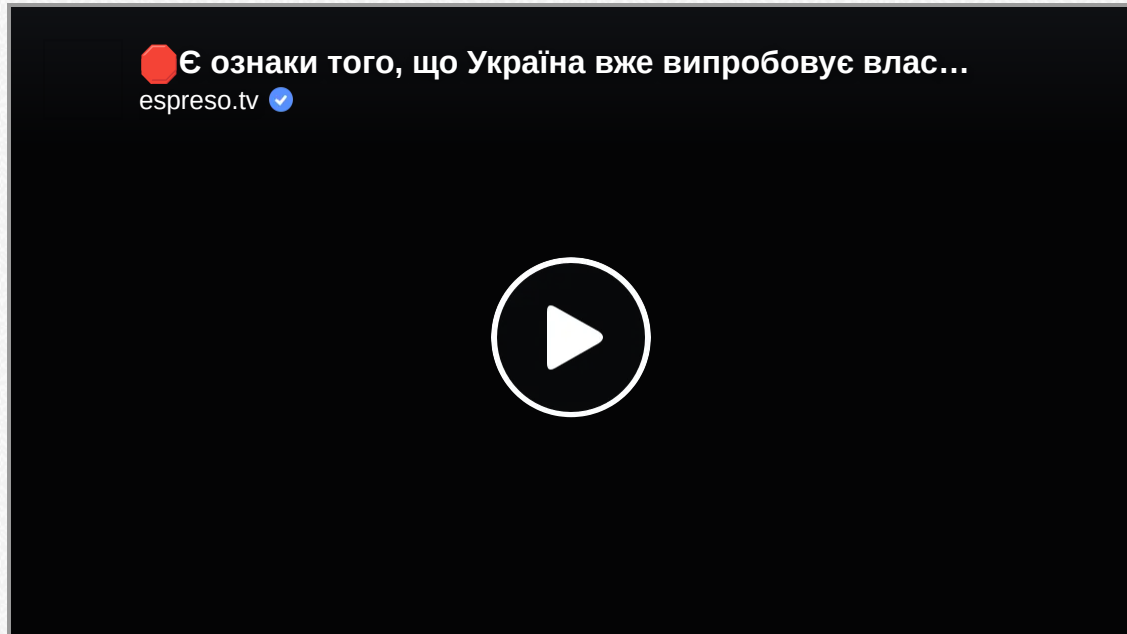 🛑Є ознаки того, що Україна вже випробовує влас...
espreso.tv